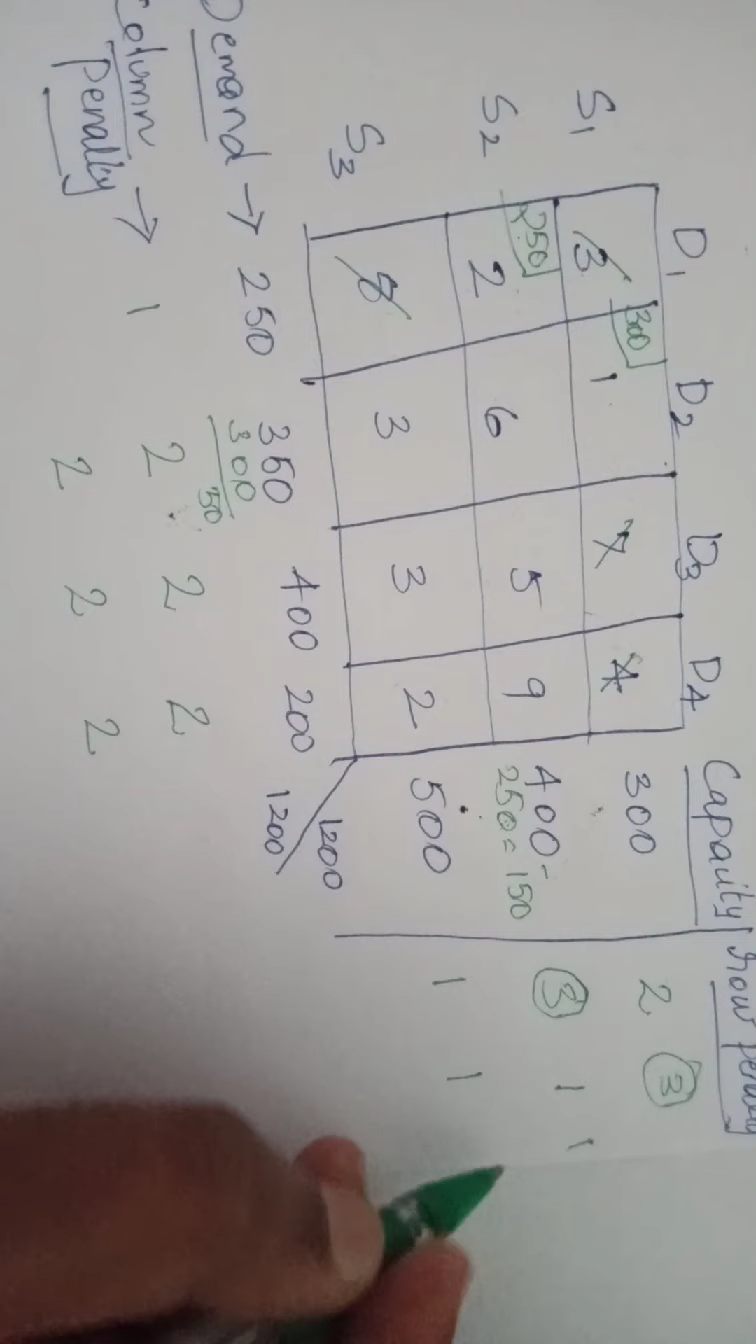 D1 D2 D3 D4 Capacity row
S1 3 300 1 7 4 300 2 3
S2 250 2 6 5 9 400 - 250 = 150 3 1 1
S3 3 3 2 500 1 1
Demand → 250 350 400 200 1200 1200
300
50
Column Penalty → 1 2 2 2
2 2 2